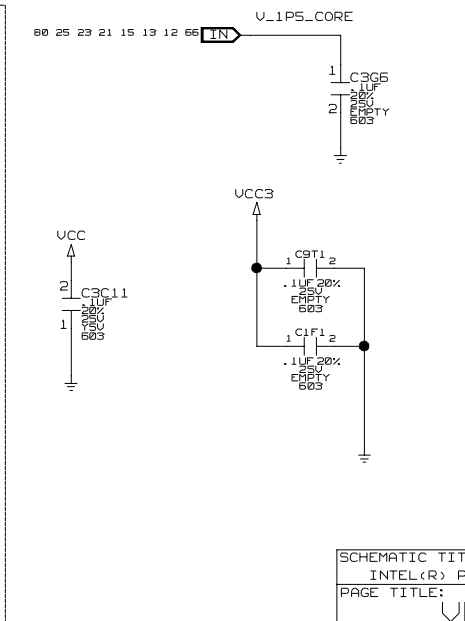 V_1P5_CORE
80 25 23 21 15 13 12 66 IN
1 C3G6
.1UF
20%
25V
2 EMPTY
603
VCC3
VCC
1 C9T1 2
.1UF 20%
25V
EMPTY
603
2 C3C11
.1UF
20%
25V
1 Y5V
603
1 C1F1 2
.1UF 20%
25V
EMPTY
603
SCHEMATIC TIT
INTEL(R) P
PAGE TITLE: